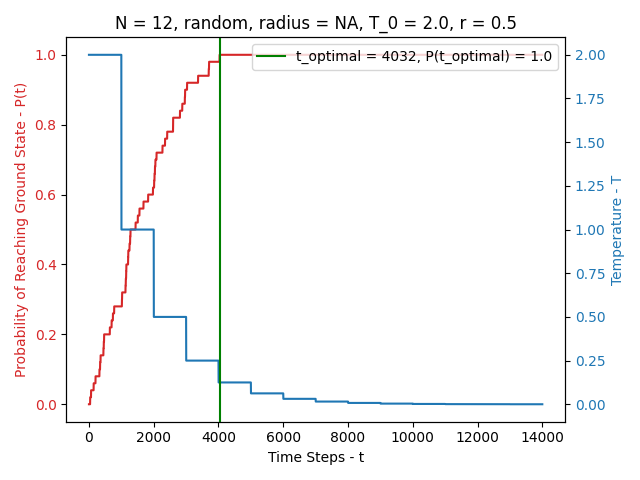 N = 12, random, radius = NA, T_0 = 2.0, r = 0.5
t_optimal = 4032, P(t_optimal) = 1.0
Probability of Reaching Ground State - P(t)
1.0
0.8
0.6
0.4
0.2
0.0
2.00
1.75
1.50
1.25
1.00
0.75
0.50
0.25
0.00
Temperature - T
0 2000 4000 6000 8000 10000 12000 14000
Time Steps - t